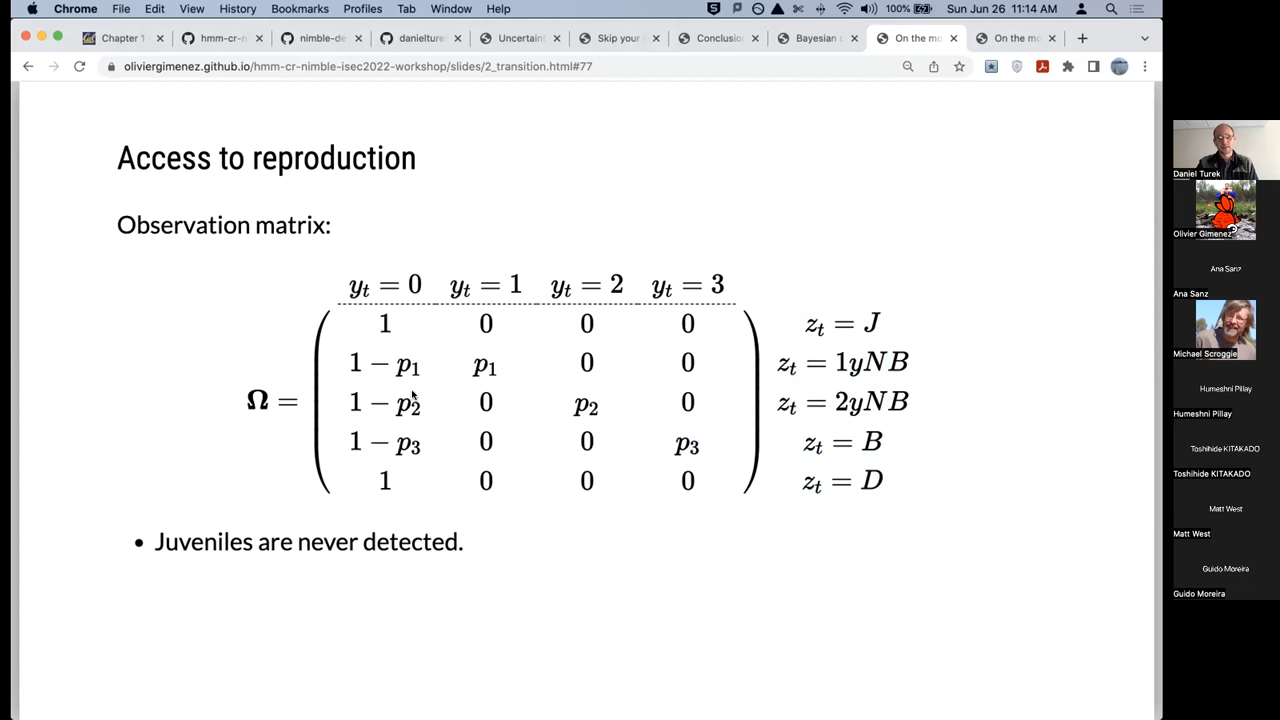 Chrome File Edit View History Bookmarks Profiles Tab Window Help 100% Sun Jun 26 11:14 AM
Chapter 1 hmm-cr-n nimble-de danielture Uncertain Skip your Conclusio Bayesian c On the mo On the mo
oliviergimenez.github.io/hmm-cr-nimble-isec2022-workshop/slides/2_transition.html#77
Access to reproduction
Observation matrix:
y_t = 0 y_t = 1 y_t = 2 y_t = 3
1 0 0 0 z_t = J
1 − p_1 p_1 0 0 z_t = 1yNB
Ω = 1 − p_2 0 p_2 0 z_t = 2yNB
1 − p_3 0 0 p_3 z_t = B
1 0 0 0 z_t = D
• Juveniles are never detected.
Daniel Turek
Olivier Gimenez
Ana Sanz
Ana Sanz
Michael Scroggie
Humeshni Pillay
Humeshni Pillay
Toshihide KITAKADO
Toshihide KITAKADO
Matt West
Matt West
Guido Moreira
Guido Moreira